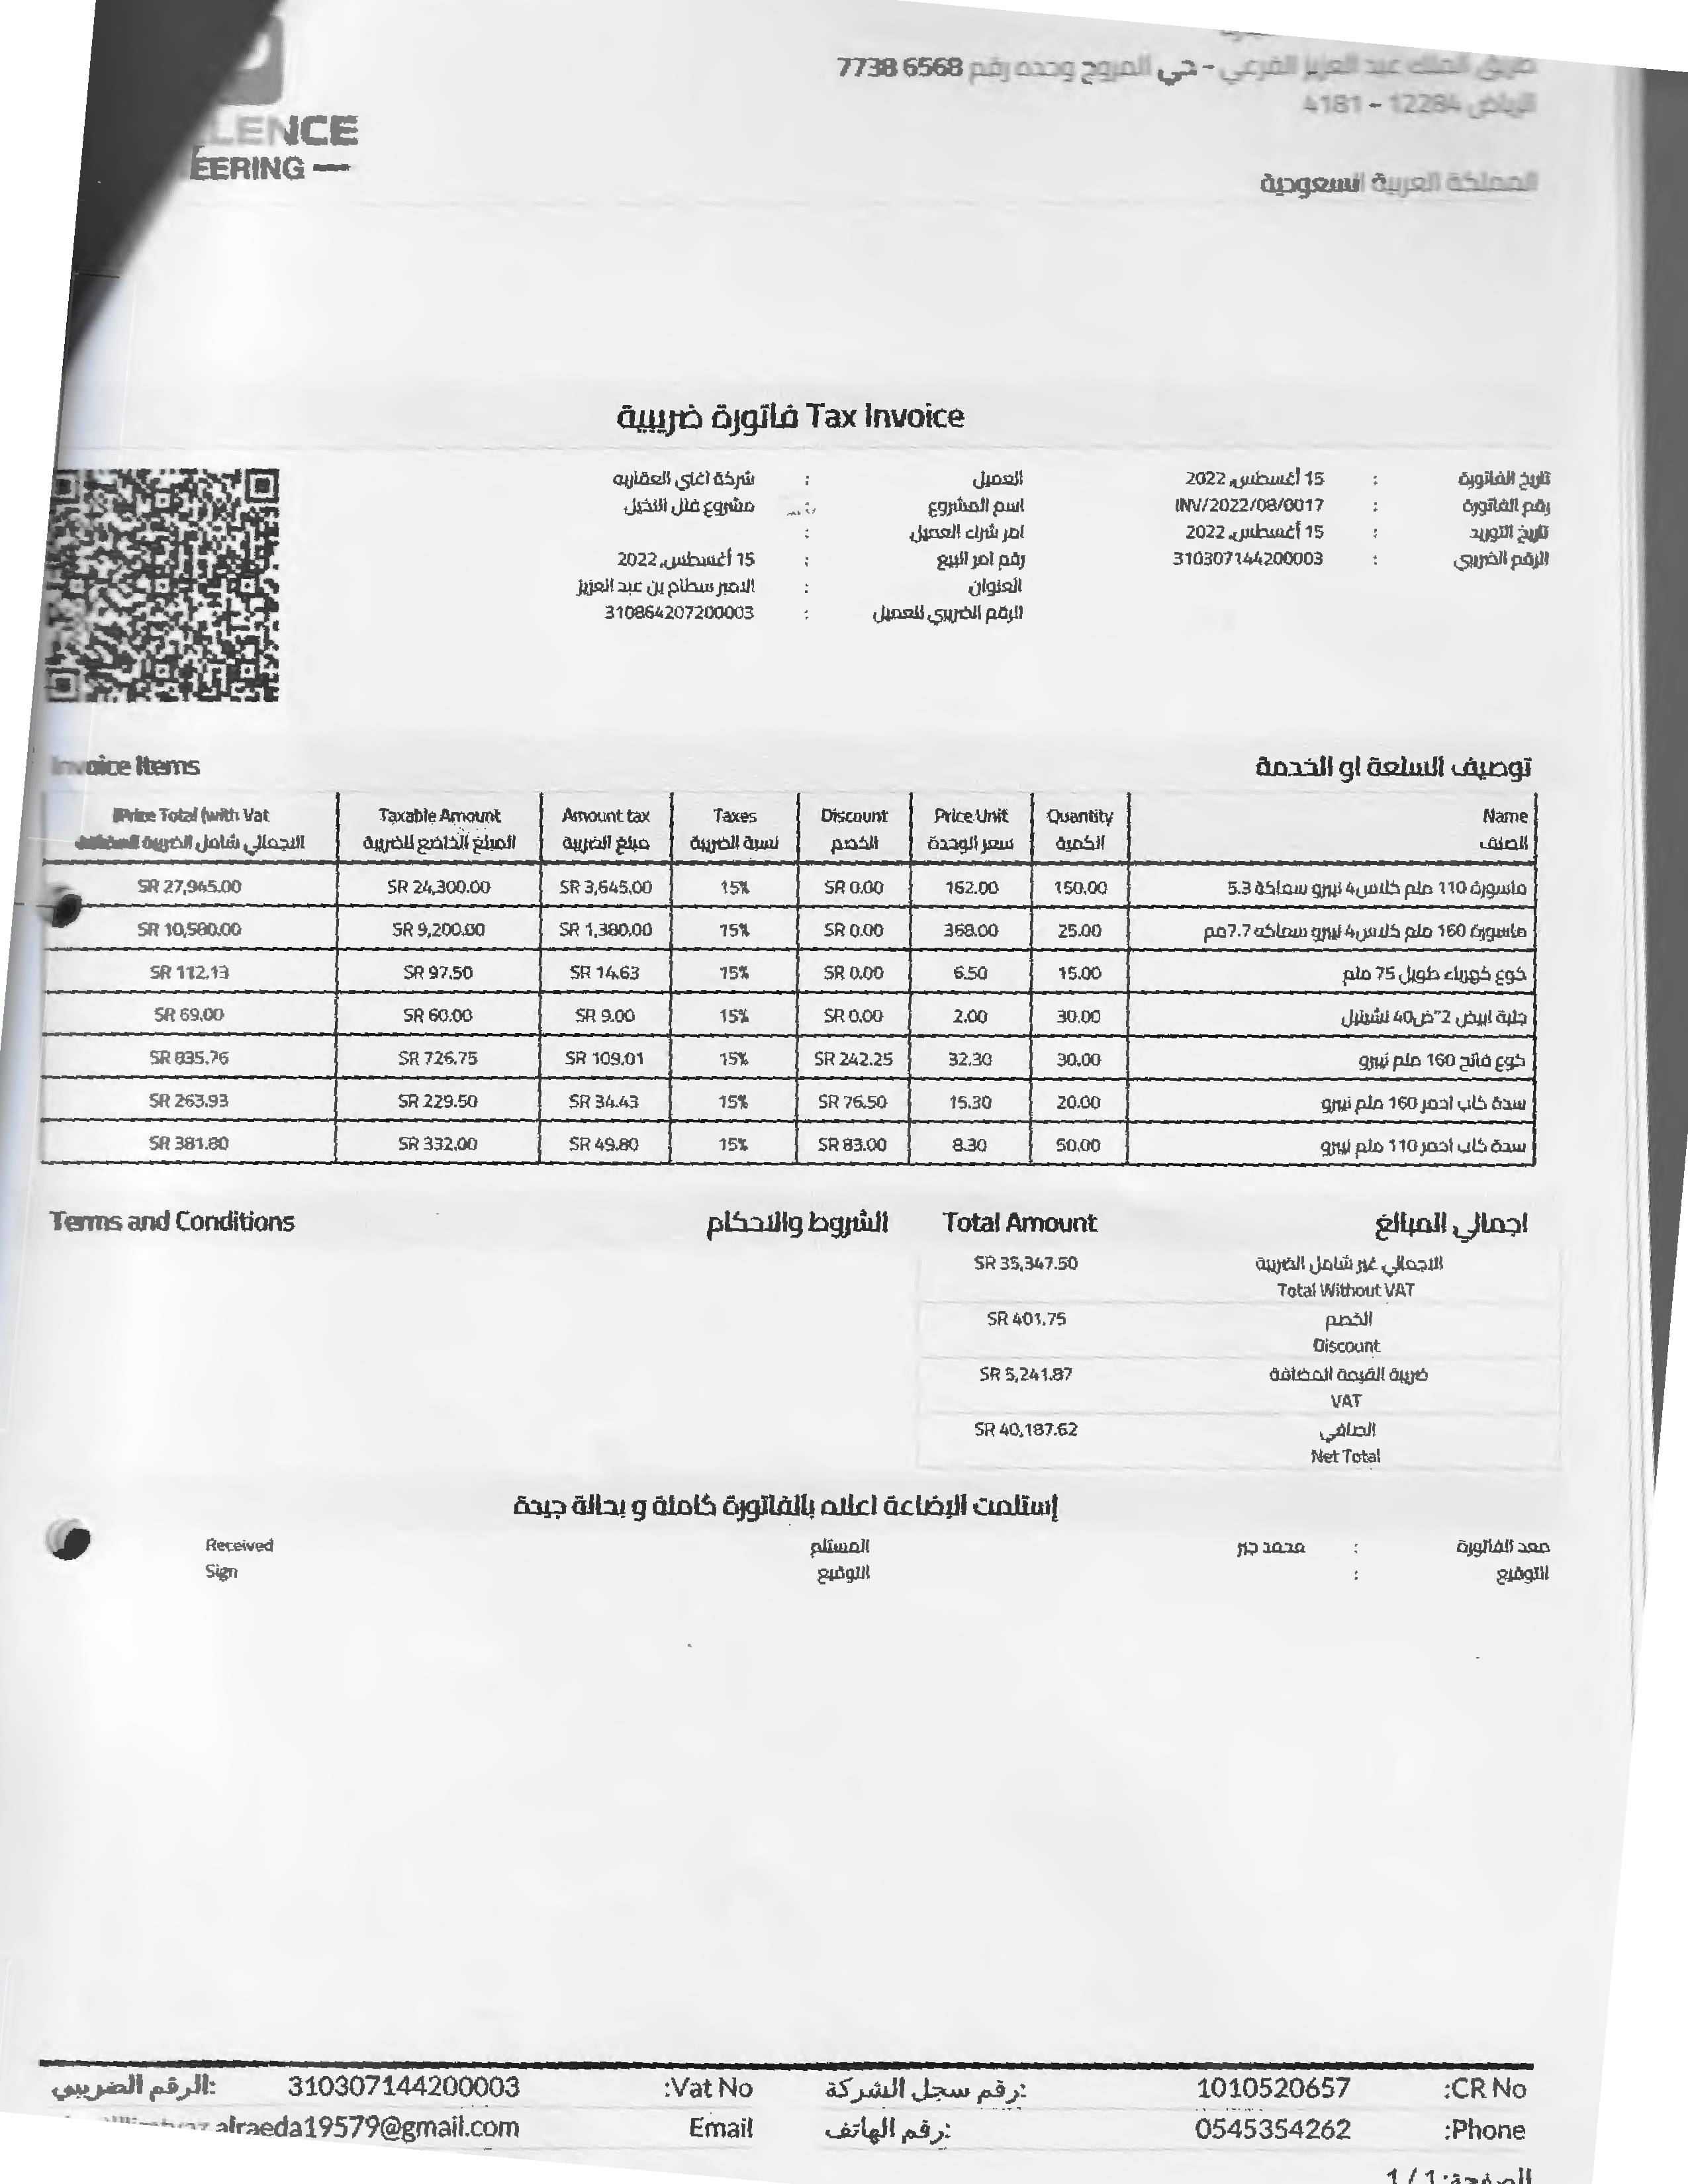 طريق الملك عبد العزيز الفرعي - حي المروج وحده رقم 6568 7738
الرياض 12284 - 4181
المملكة العربية السعودية
LENCE
EERING
فاتورة ضريبية Tax Invoice
تاريخ الفاتورة : 15 أغسطس, 2022
رقم الفاتورة : INV/2022/08/0017
تاريخ التوريد : 15 أغسطس, 2022
الرقم الضريبي : 310307144200003
العميل : شركة اغاي العقاريه
اسم المشروع : مشروع فلل النخيل
امر شراء العميل :
رقم امر البيع : 15 أغسطس, 2022
العنوان : الامير سطام بن عبد العزيز
الرقم الضريبي للعميل : 310864207200003
توصيف السلعة او الخدمة Invoice Items
Name Quantity Price Unit Discount Taxes Amount tax Taxable Amount Price Total (with Vat
الصنف الكمية سعر الوحدة الخصم نسبة الضريبة مبلغ الضريبة المبلغ الخاضع للضريبة الاجمالي شامل الضريبة المضافة
ماسورة 110 ملم كلاس4 نيبرو سماكة 5.3 150.00 162.00 SR 0.00 15% SR 3,645.00 SR 24,300.00 SR 27,945.00
ماسورة 160 ملم كلاس4 نيبرو سماكه 7.7مم 25.00 368.00 SR 0.00 15% SR 1,380.00 SR 9,200.00 SR 10,580.00
كوع كهرباء طويل 75 ملم 15.00 6.50 SR 0.00 15% SR 14.63 SR 97.50 SR 112.13
جلبة ابيض 2"ض40 نشينل 30.00 2.00 SR 0.00 15% SR 9.00 SR 60.00 SR 69.00
كوع فاتح 160 ملم نيبرو 30.00 32.30 SR 242.25 15% SR 109.01 SR 726.75 SR 835.76
سدة كاب احمر 160 ملم نيبرو 20.00 15.30 SR 76.50 15% SR 34.43 SR 229.50 SR 263.93
سدة كاب احمر 110 ملم نيبرو 50.00 8.30 SR 83.00 15% SR 49.80 SR 332.00 SR 381.80
اجمالي المبالغ Total Amount
الاجمالي غير شامل الضريبة SR 35,347.50
Total Without VAT
الخصم SR 401.75
Discount
ضريبة القيمة المضافة SR 5,241.87
VAT
الصافي SR 40,187.62
Net Total
الشروط والاحكام Terms and Conditions
إستلمت البضاعة اعلاه بالفاتورة كاملة و بحالة جيدة
معد الفاتورة : محمد جبر المستلم Received
التوقيع : التوقيع Sign
CR No: 1010520657 رقم سجل الشركة: Vat No: 310307144200003 الرقم الضريبي:
Phone: 0545354262 رقم الهاتف: Email alraeda19579@gmail.com
الصفحة: 1 / 1